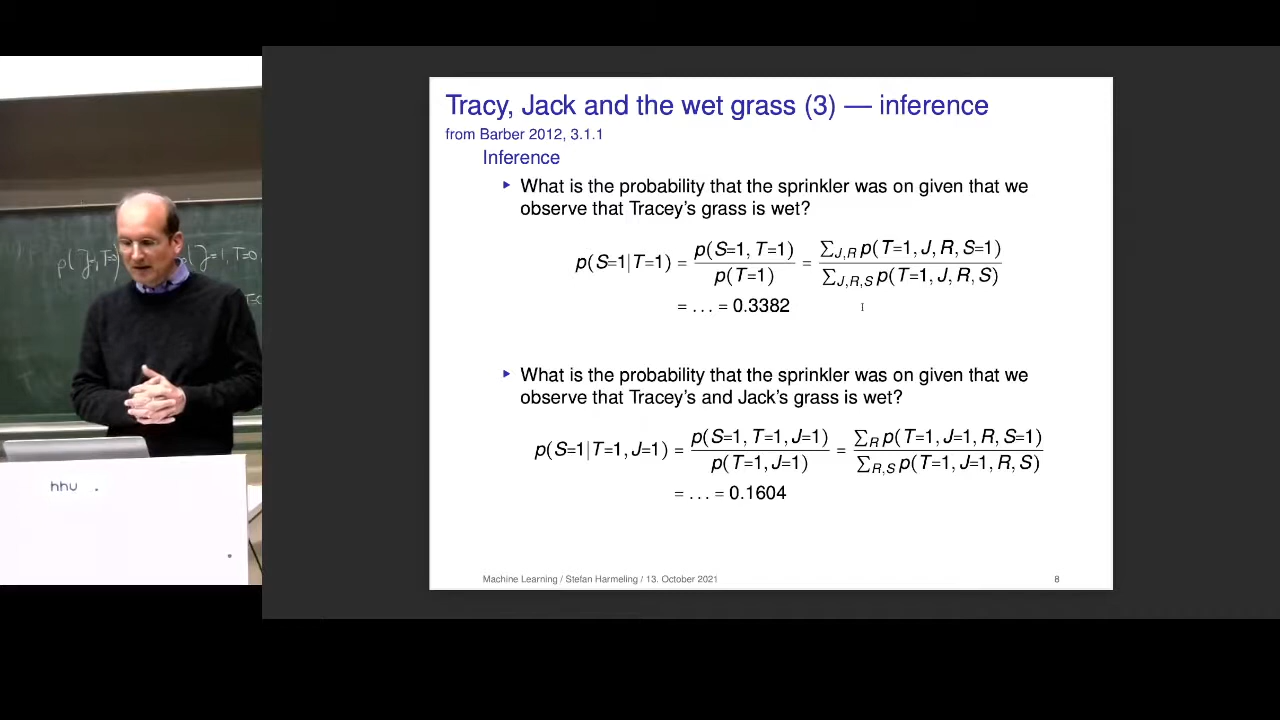 Tracy, Jack and the wet grass (3) — inference
from Barber 2012, 3.1.1
Inference
What is the probability that the sprinkler was on given that we
observe that Tracey's grass is wet?
p(S=1|T=1) = p(S=1, T=1) / p(T=1) = ∑J,R p(T=1, J, R, S=1) / ∑J,R,S p(T=1, J, R, S)
= … = 0.3382
What is the probability that the sprinkler was on given that we
observe that Tracey's and Jack's grass is wet?
p(S=1|T=1, J=1) = p(S=1, T=1, J=1) / p(T=1, J=1) = ∑R p(T=1, J=1, R, S=1) / ∑R,S p(T=1, J=1, R, S)
= … = 0.1604
Machine Learning / Stefan Harmeling / 13. October 2021
8
hhu